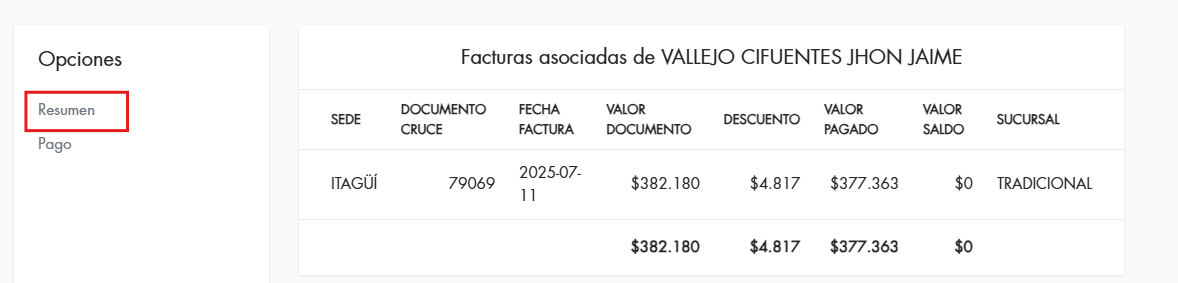 Opciones
Resumen
Pago
Facturas asociadas de VALLEJO CIFUENTES JHON JAIME
SEDE DOCUMENTO CRUCE FECHA FACTURA VALOR DOCUMENTO DESCUENTO VALOR PAGADO VALOR SALDO SUCURSAL
ITAGÜÍ 79069 2025-07-11 $382.180 $4.817 $377.363 $0 TRADICIONAL
$382.180 $4.817 $377.363 $0